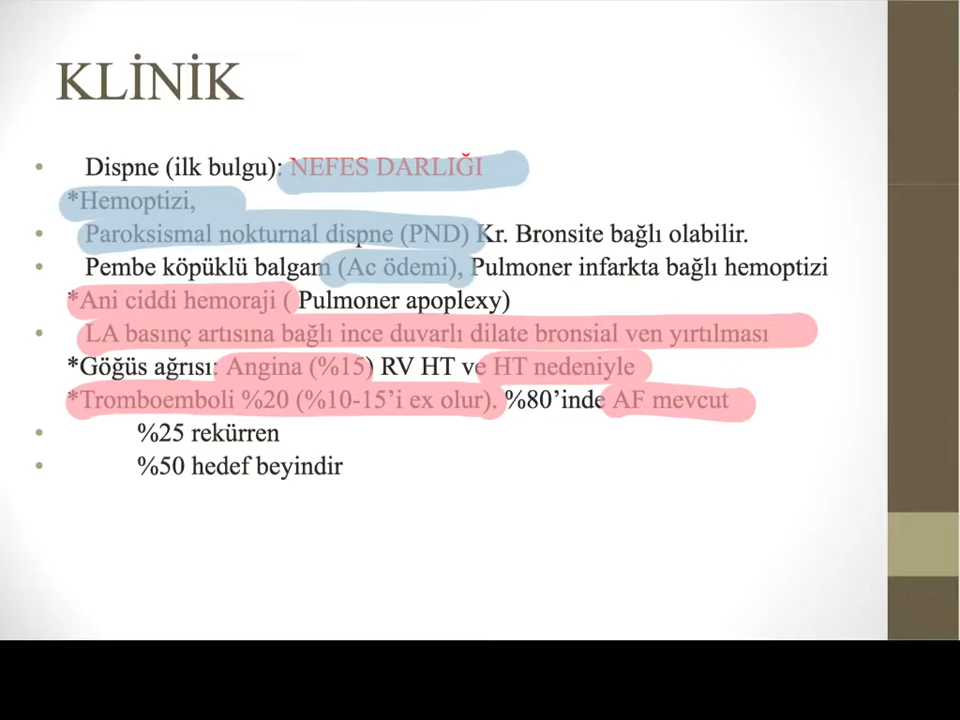 KLİNİK
• Dispne (ilk bulgu): NEFES DARLIĞI
*Hemoptizi,
• Paroksismal nokturnal dispne (PND) Kr. Bronsite bağlı olabilir.
• Pembe köpüklü balgam (Ac ödemi), Pulmoner infarkta bağlı hemoptizi
*Ani ciddi hemoraji ( Pulmoner apoplexy)
• LA basınç artısına bağlı ince duvarlı dilate bronsial ven yırtılması
*Göğüs ağrısı: Angina (%15) RV HT ve HT nedeniyle
*Tromboemboli %20 (%10-15’i ex olur). %80’inde AF mevcut
• %25 rekürren
• %50 hedef beyindir